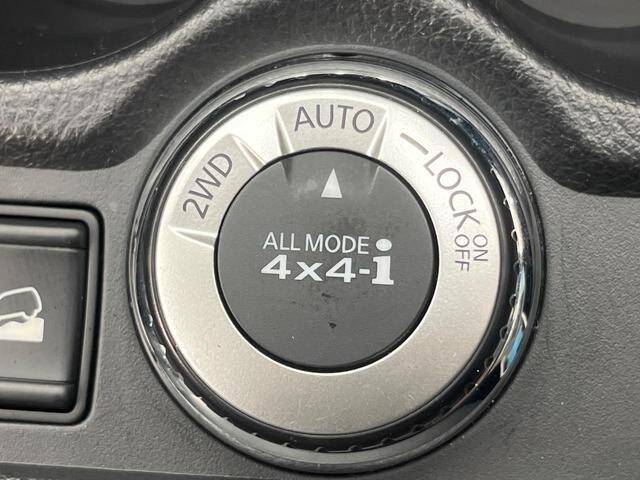 2WD
AUTO
LOCK
ON
OFF
ALL MODE
4x4-i